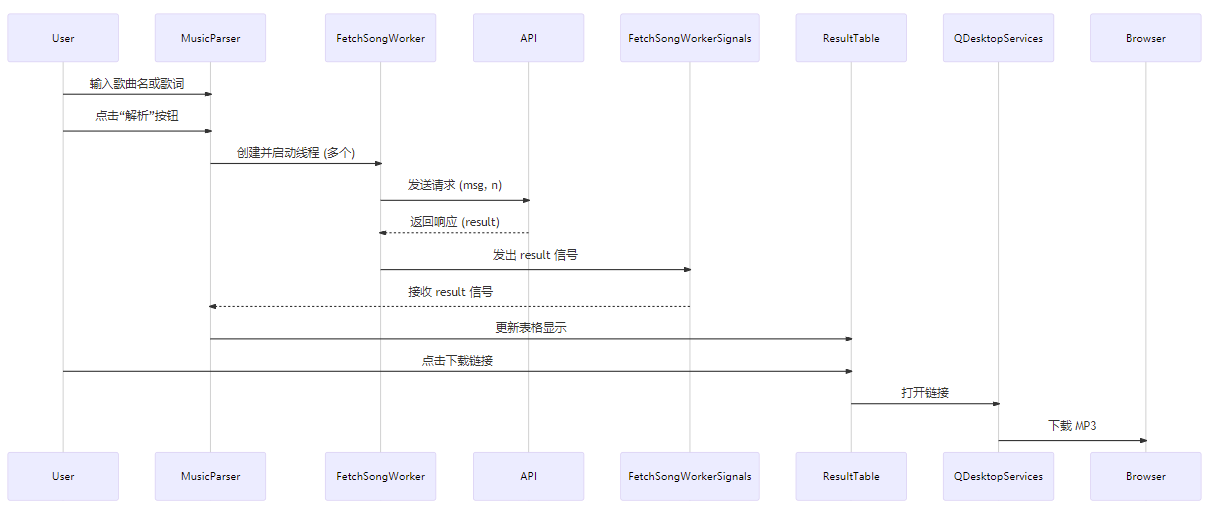 User
MusicParser
FetchSongWorker
API
FetchSongWorkerSignals
ResultTable
QDesktopServices
Browser
输入歌曲名或歌词
点击“解析”按钮
创建并启动线程 (多个)
发送请求 (msg, n)
返回响应 (result)
发出 result 信号
接收 result 信号
更新表格显示
点击下载链接
打开链接
下载 MP3
User
MusicParser
FetchSongWorker
API
FetchSongWorkerSignals
ResultTable
QDesktopServices
Browser